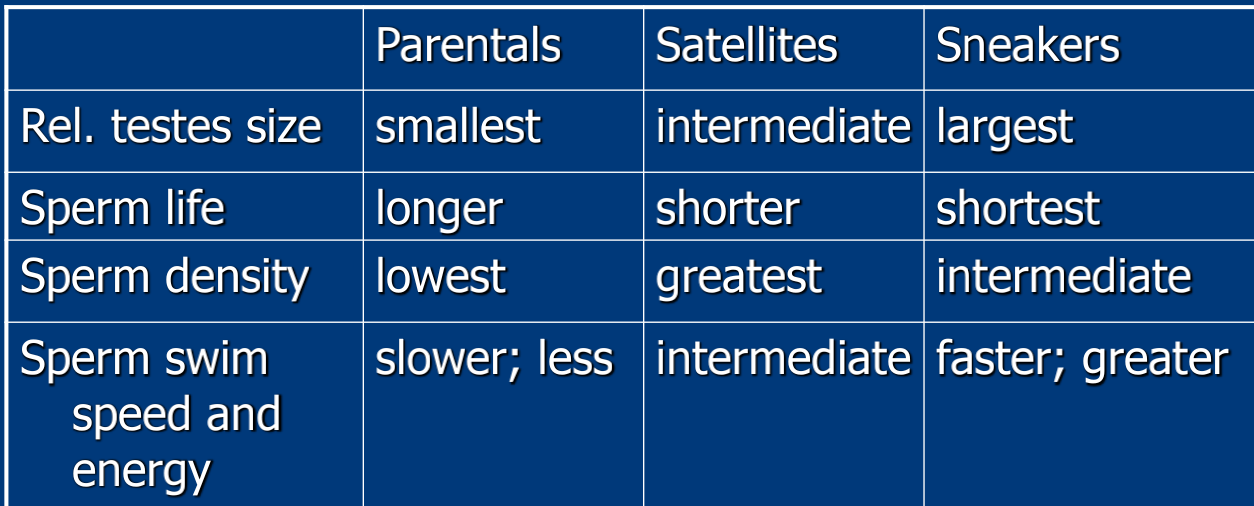 Parentals Satellites Sneakers
Rel. testes size smallest intermediate largest
Sperm life longer shorter shortest
Sperm density lowest greatest intermediate
Sperm swim slower; less intermediate faster; greater
speed and
energy